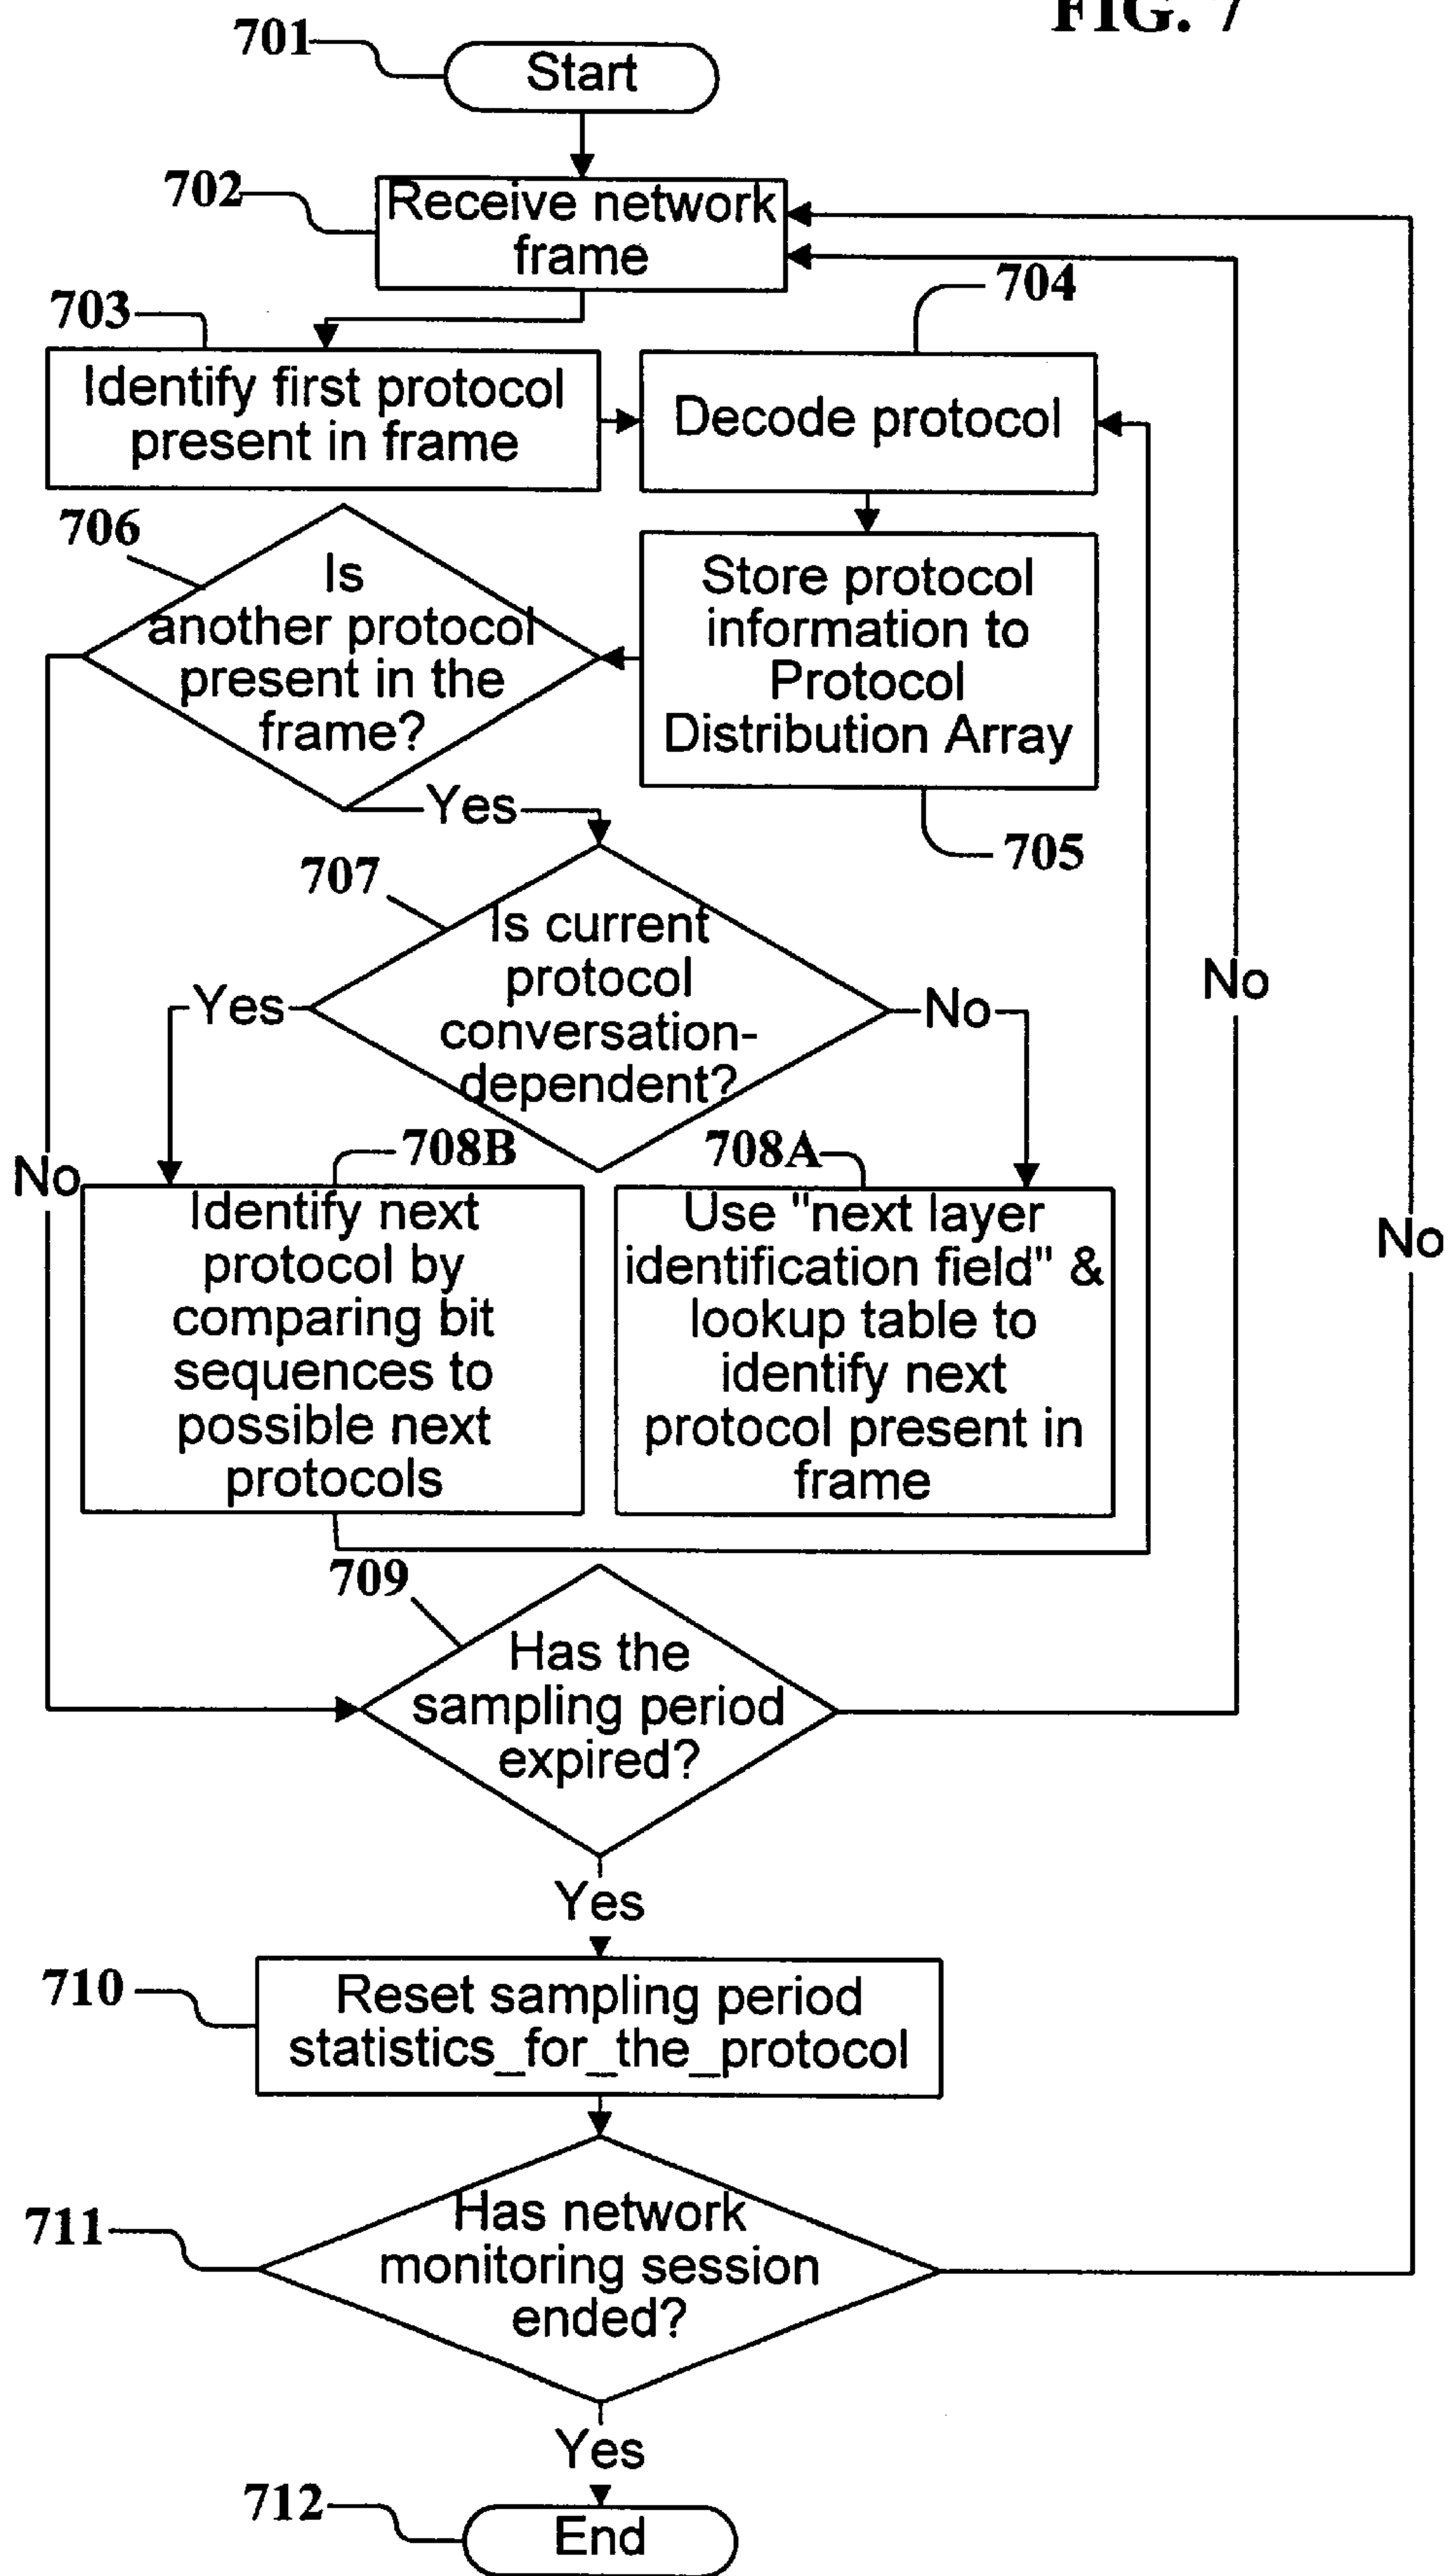 FIG. 7
701
Start
702
Receive network
frame
703
704
Identify first protocol
present in frame
Decode protocol
706
Is
another protocol
present in the
frame?
Store protocol
information to
Protocol
Distribution Array
Yes
705
707
Is current
protocol
conversation-
dependent?
Yes
No
No
708B
708A
No
No
Identify next
protocol by
comparing bit
sequences to
possible next
protocols
Use "next layer
identification field" &
lookup table to
identify next
protocol present in
frame
709
Has the
sampling period
expired?
Yes
710
Reset sampling period
statistics_for_the_protocol
711
Has network
monitoring session
ended?
Yes
712
End